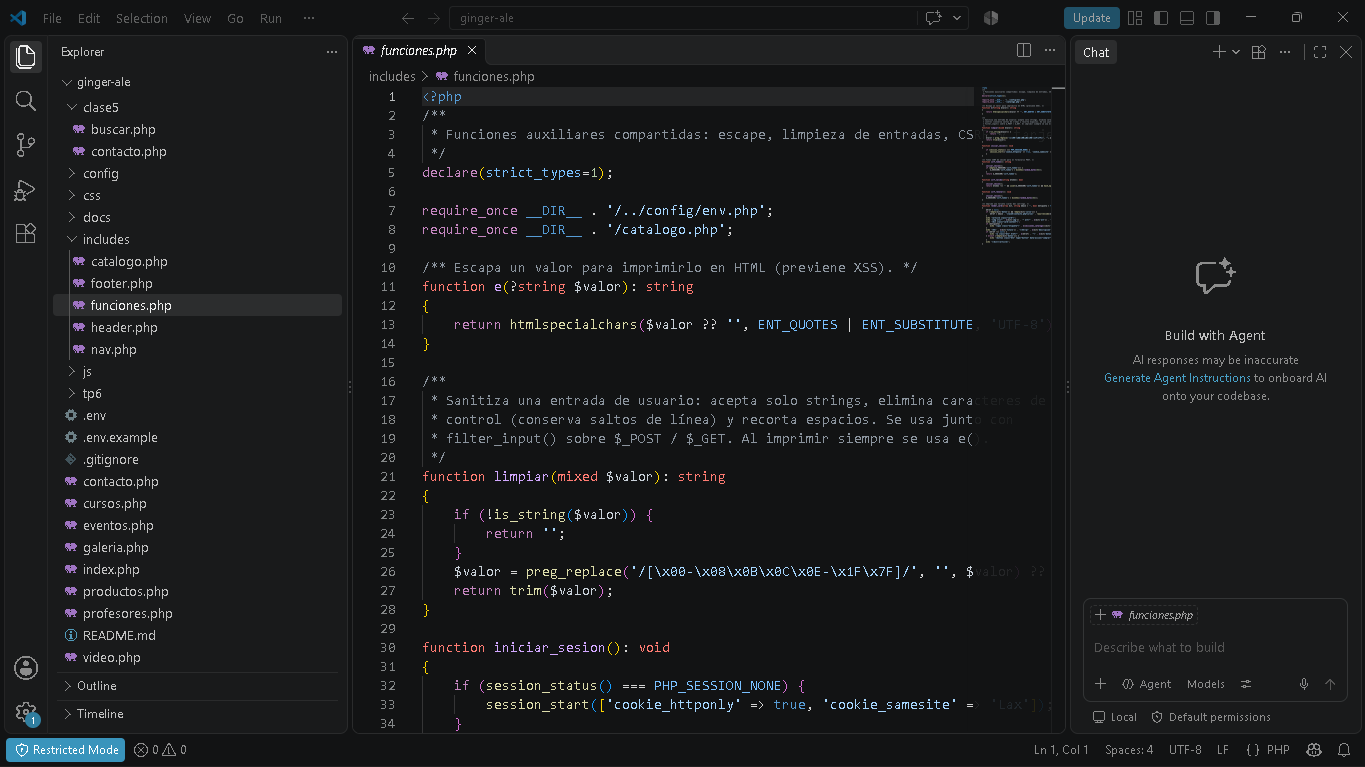 File Edit Selection View Go Run ··· ginger-ale Update
Explorer ···
ginger-ale
clase5
buscar.php
contacto.php
config
css
docs
includes
catalogo.php
footer.php
funciones.php
header.php
nav.php
js
tp6
.env
.env.example
.gitignore
contacto.php
cursos.php
eventos.php
galeria.php
index.php
productos.php
profesores.php
README.md
video.php
Outline
Timeline
1
funciones.php
includes > funciones.php
1 <?php
2 /**
3 * Funciones auxiliares compartidas: escape, limpieza de entradas,
4 */
5 declare(strict_types=1);
6
7 require_once __DIR__ . '/../config/env.php';
8 require_once __DIR__ . '/catalogo.php';
9
10 /** Escapa un valor para imprimirlo en HTML (previene XSS). */
11 function e(?string $valor): string
12 {
13 return htmlspecialchars($valor ?? '', ENT_QUOTES | ENT_SUBSTITUTE, 'UTF-8')
14 }
15
16 /**
17 * Sanitiza una entrada de usuario: acepta solo strings, elimina caracteres de
18 * control (conserva saltos de línea) y recorta espacios. Se usa junto con
19 * filter_input() sobre $_POST / $_GET. Al imprimir siempre se usa e().
20 */
21 function limpiar(mixed $valor): string
22 {
23 if (!is_string($valor)) {
24 return '';
25 }
26 $valor = preg_replace('/[\x00-\x08\x0B\x0C\x0E-\x1F\x7F]/', '', $valor) ??
27 return trim($valor);
28 }
29
30 function iniciar_sesion(): void
31 {
32 if (session_status() === PHP_SESSION_NONE) {
33 session_start(['cookie_httponly' => true, 'cookie_samesite' => 'Lax']);
34 }
Chat
Build with Agent
AI responses may be inaccurate
Generate Agent Instructions to onboard AI
onto your codebase.
funciones.php
Describe what to build
Agent Models
Local Default permissions
Restricted Mode 0 0 Ln 1, Col 1 Spaces: 4 UTF-8 LF { } PHP